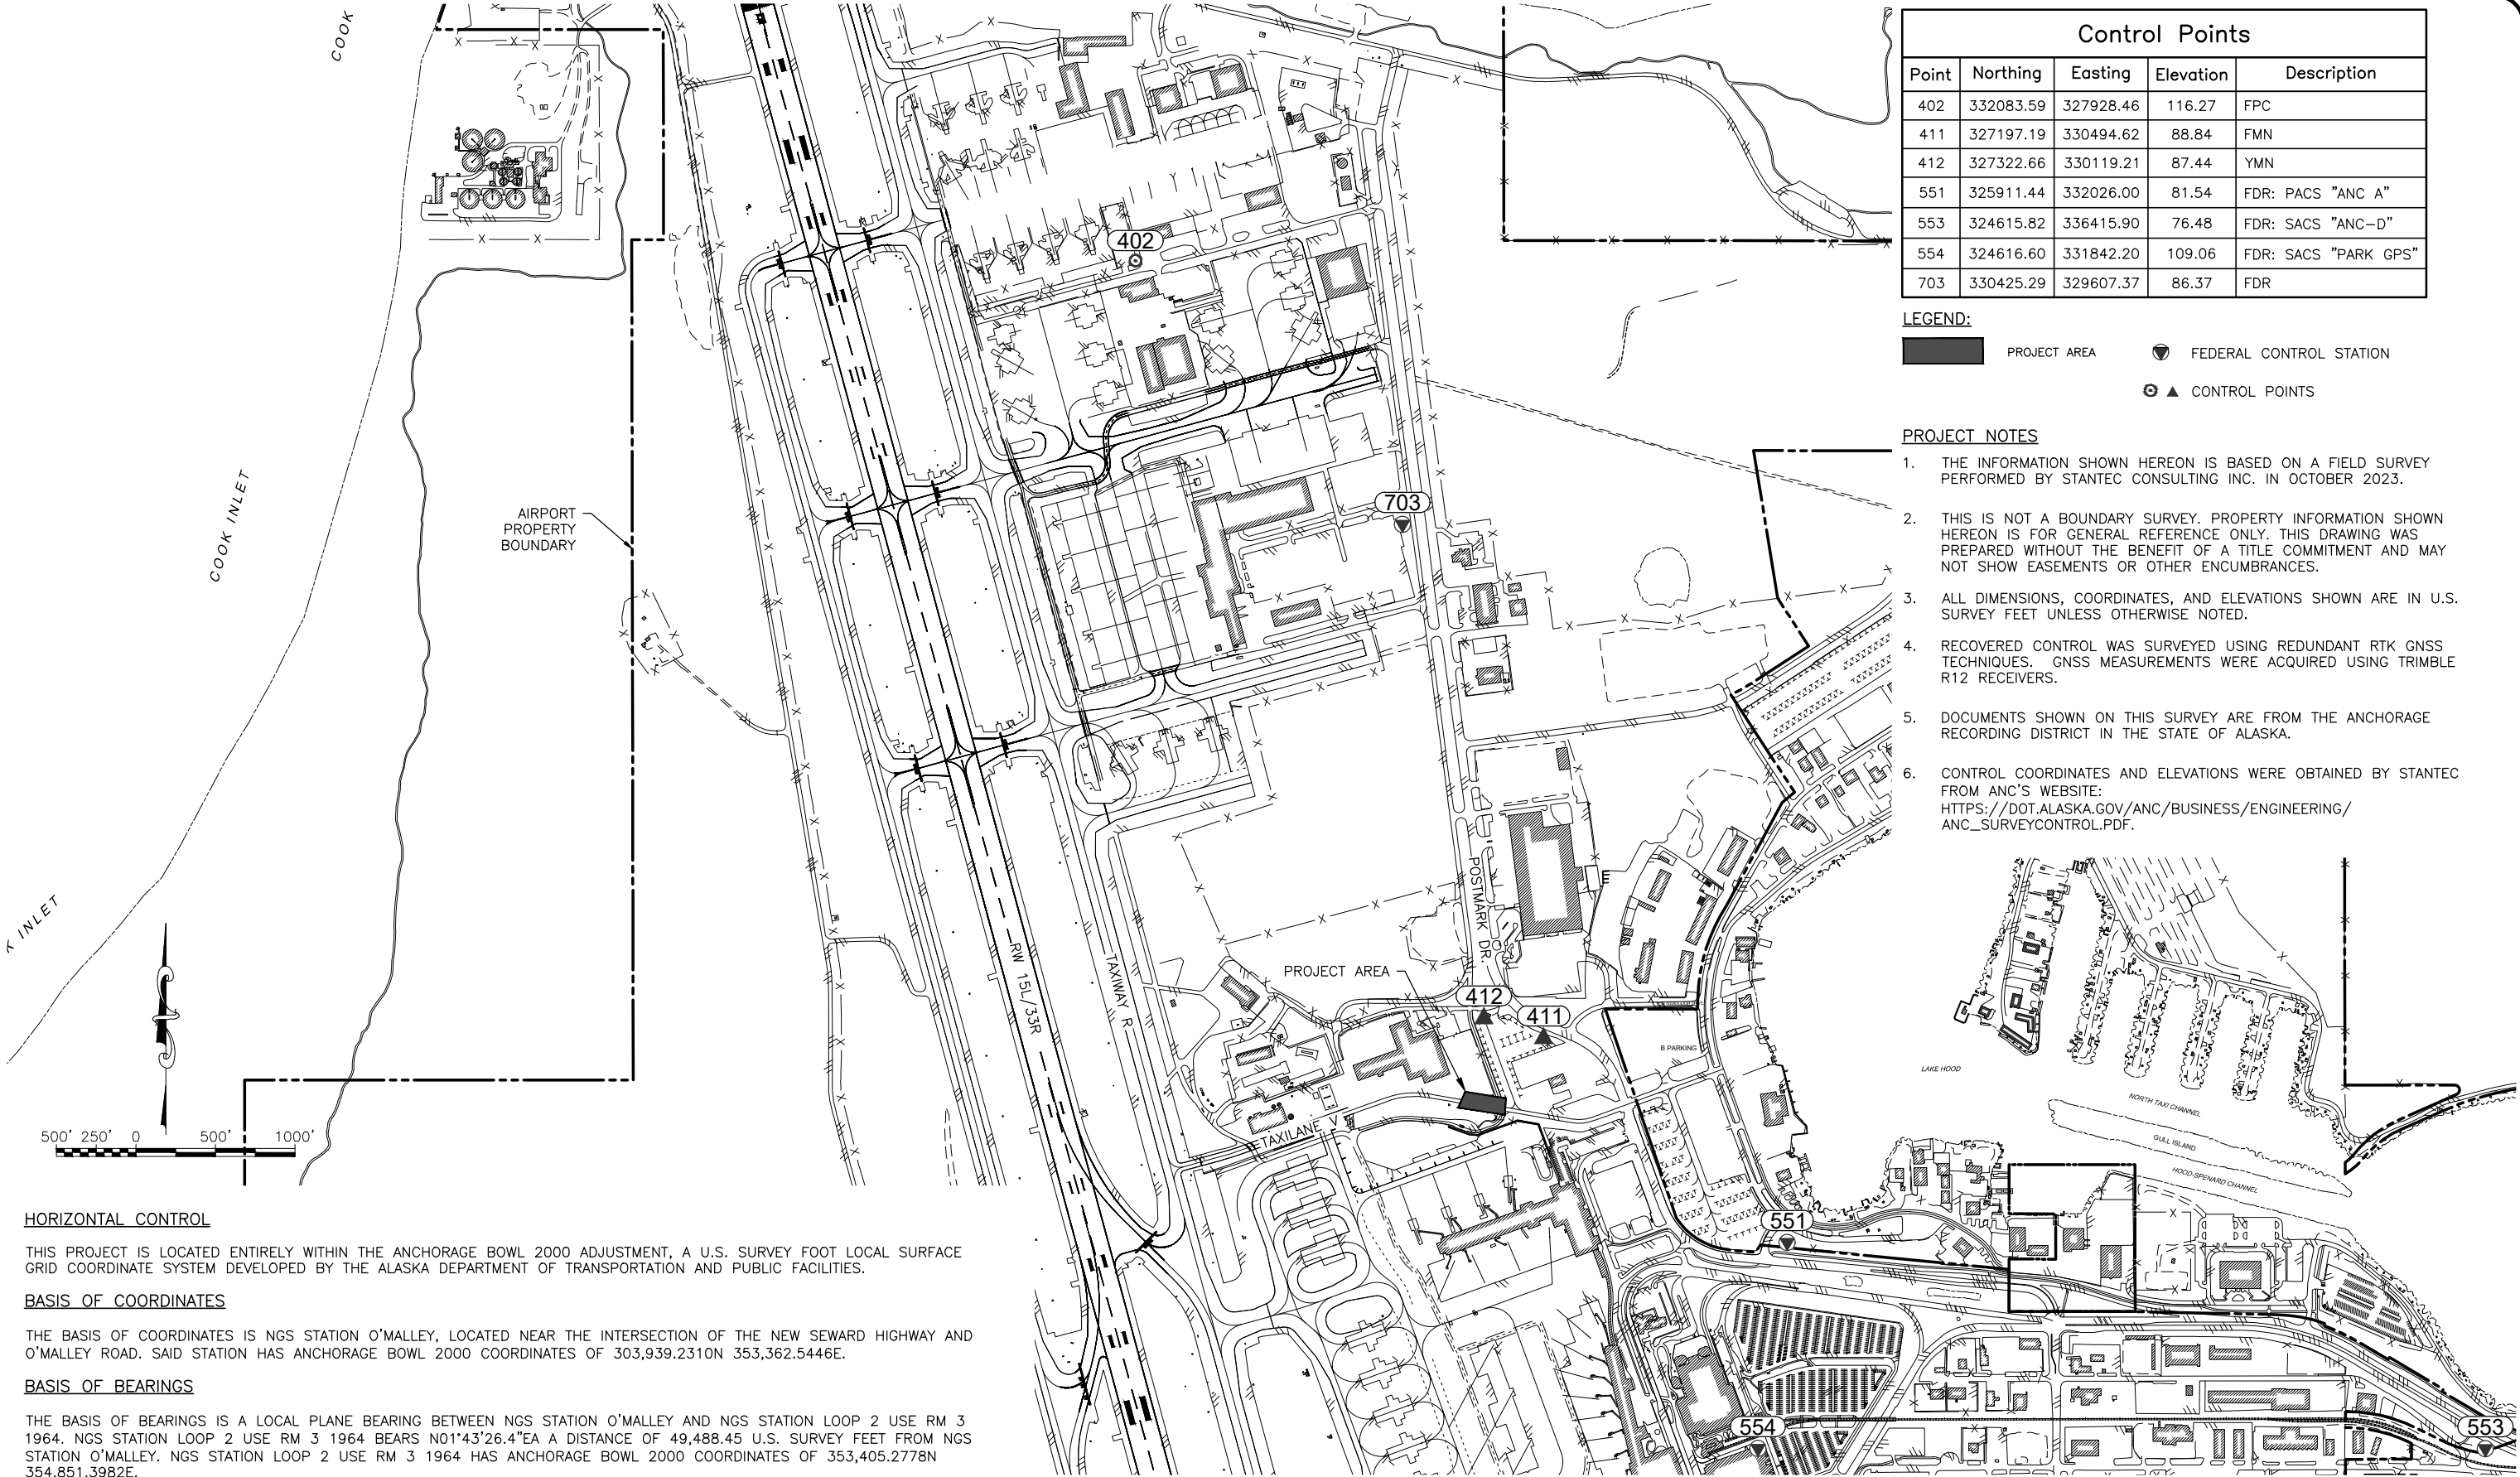 COOK
Control Points
Point Northing Easting Elevation Description
402 332083.59 327928.46 116.27 FPC
411 327197.19 330494.62 88.84 FMN
412 327322.66 330119.21 87.44 YMN
551 325911.44 332026.00 81.54 FDR: PACS "ANC A"
553 324615.82 336415.90 76.48 FDR: SACS "ANC-D"
554 324616.60 331842.20 109.06 FDR: SACS "PARK GPS"
703 330425.29 329607.37 86.37 FDR
LEGEND:
PROJECT AREA
FEDERAL CONTROL STATION
CONTROL POINTS
PROJECT NOTES
1. THE INFORMATION SHOWN HEREON IS BASED ON A FIELD SURVEY
PERFORMED BY STANTEC CONSULTING INC. IN OCTOBER 2023.
2. THIS IS NOT A BOUNDARY SURVEY. PROPERTY INFORMATION SHOWN
HEREON IS FOR GENERAL REFERENCE ONLY. THIS DRAWING WAS
PREPARED WITHOUT THE BENEFIT OF A TITLE COMMITMENT AND MAY
NOT SHOW EASEMENTS OR OTHER ENCUMBRANCES.
3. ALL DIMENSIONS, COORDINATES, AND ELEVATIONS SHOWN ARE IN U.S.
SURVEY FEET UNLESS OTHERWISE NOTED.
4. RECOVERED CONTROL WAS SURVEYED USING REDUNDANT RTK GNSS
TECHNIQUES. GNSS MEASUREMENTS WERE ACQUIRED USING TRIMBLE
R12 RECEIVERS.
5. DOCUMENTS SHOWN ON THIS SURVEY ARE FROM THE ANCHORAGE
RECORDING DISTRICT IN THE STATE OF ALASKA.
6. CONTROL COORDINATES AND ELEVATIONS WERE OBTAINED BY STANTEC
FROM ANC'S WEBSITE:
HTTPS://DOT.ALASKA.GOV/ANC/BUSINESS/ENGINEERING/
ANC_SURVEYCONTROL.PDF.
402
COOK INLET
AIRPORT
PROPERTY
BOUNDARY
703
K INLET
POSTMARK DR.
RW 15L/33R
TAXIWAY R
PROJECT AREA
412
411
B PARKING
LAKE HOOD
NORTH TAXI CHANNEL
GULL ISLAND
HOOD-SPENARD CHANNEL
TAXILANE V
500' 250' 0 500' 1000'
551
554
553
HORIZONTAL CONTROL
THIS PROJECT IS LOCATED ENTIRELY WITHIN THE ANCHORAGE BOWL 2000 ADJUSTMENT, A U.S. SURVEY FOOT LOCAL SURFACE
GRID COORDINATE SYSTEM DEVELOPED BY THE ALASKA DEPARTMENT OF TRANSPORTATION AND PUBLIC FACILITIES.
BASIS OF COORDINATES
THE BASIS OF COORDINATES IS NGS STATION O'MALLEY, LOCATED NEAR THE INTERSECTION OF THE NEW SEWARD HIGHWAY AND
O'MALLEY ROAD. SAID STATION HAS ANCHORAGE BOWL 2000 COORDINATES OF 303,939.2310N 353,362.5446E.
BASIS OF BEARINGS
THE BASIS OF BEARINGS IS A LOCAL PLANE BEARING BETWEEN NGS STATION O'MALLEY AND NGS STATION LOOP 2 USE RM 3
1964. NGS STATION LOOP 2 USE RM 3 1964 BEARS N01°43'26.4"EA A DISTANCE OF 49,488.45 U.S. SURVEY FEET FROM NGS
STATION O'MALLEY. NGS STATION LOOP 2 USE RM 3 1964 HAS ANCHORAGE BOWL 2000 COORDINATES OF 353,405.2778N
354,851.3982E.